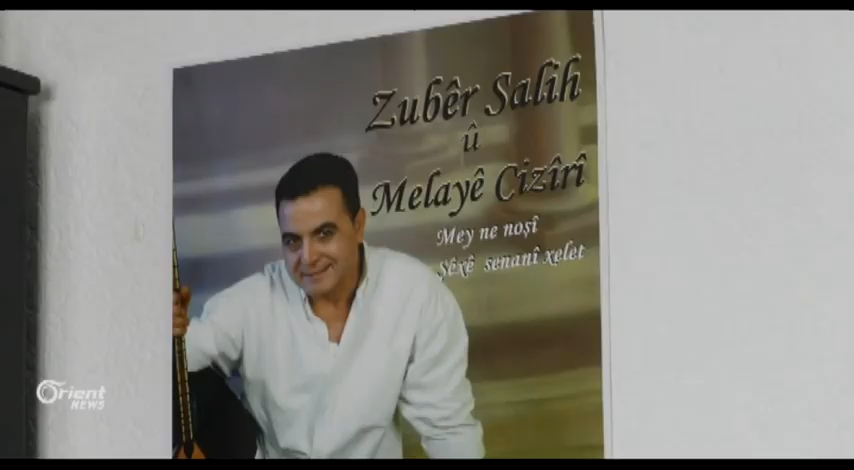 Zubêr Salih
û
Melayê Cizîrî
Mey ne noşî
Şêxê senanî xelet
Orient
NEWS